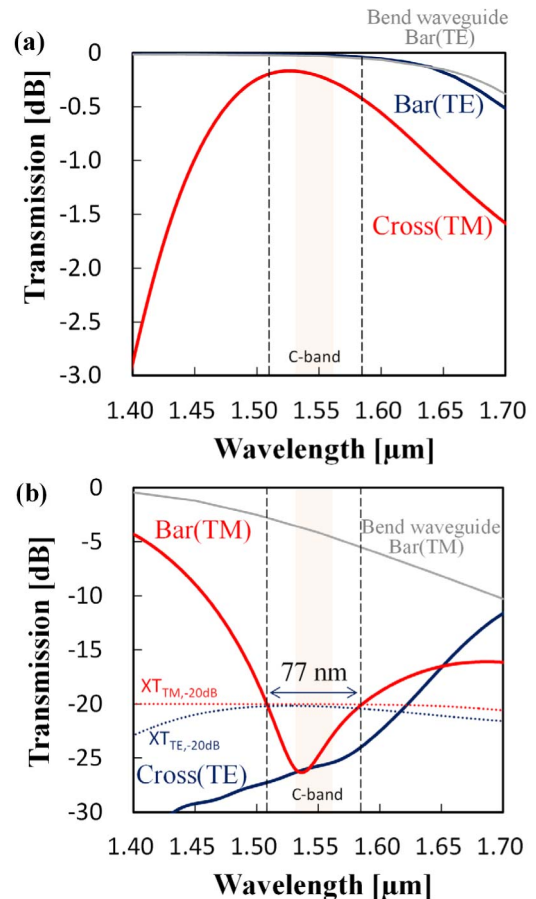 Bend waveguide
Bar(TE)
(a)
0
-0.5
-1.0
-1.5
-2.0
-2.5
-3.0
Transmission [dB]
Bar(TE)
Cross(TM)
C-band
1.40 1.45 1.50 1.55 1.60 1.65 1.70
Wavelength [µm]
(b)
0
-5
-10
-15
-20
-25
-30
Transmission [dB]
Bar(TM)
Bend waveguide
Bar(TM)
77 nm
XTTM,-20dB
XTTE,-20dB
Cross(TE)
C-band
1.40 1.45 1.50 1.55 1.60 1.65 1.70
Wavelength [µm]